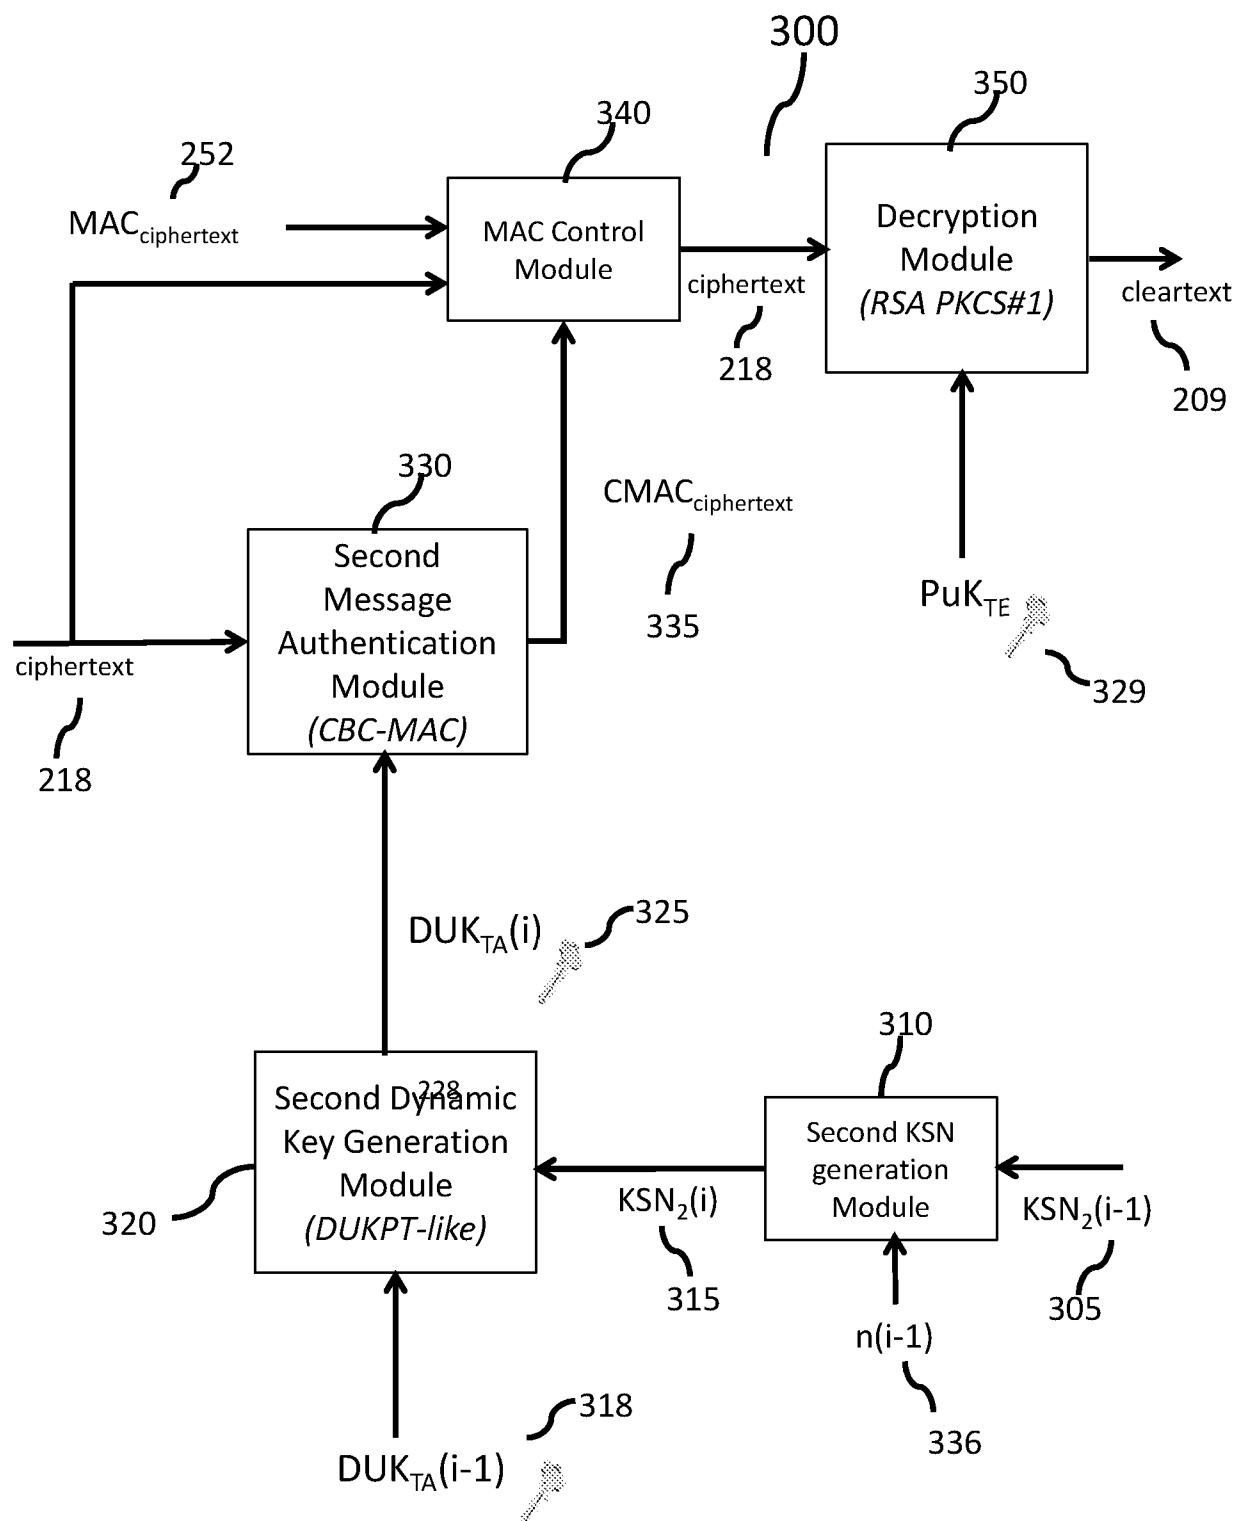 300
350
340
252
MACciphertext
MAC Control
Module
ciphertext
218
Decryption
Module
(RSA PKCS#1)
cleartext
209
330
CMACciphertext
335
PuKTE
329
Second
Message
Authentication
Module
(CBC-MAC)
ciphertext
218
DUKTA(i)
325
310
228
Second Dynamic
Key Generation
Module
(DUKPT-like)
320
KSN2(i)
315
Second KSN
generation
Module
KSN2(i-1)
305
n(i-1)
336
318
DUKTA(i-1)